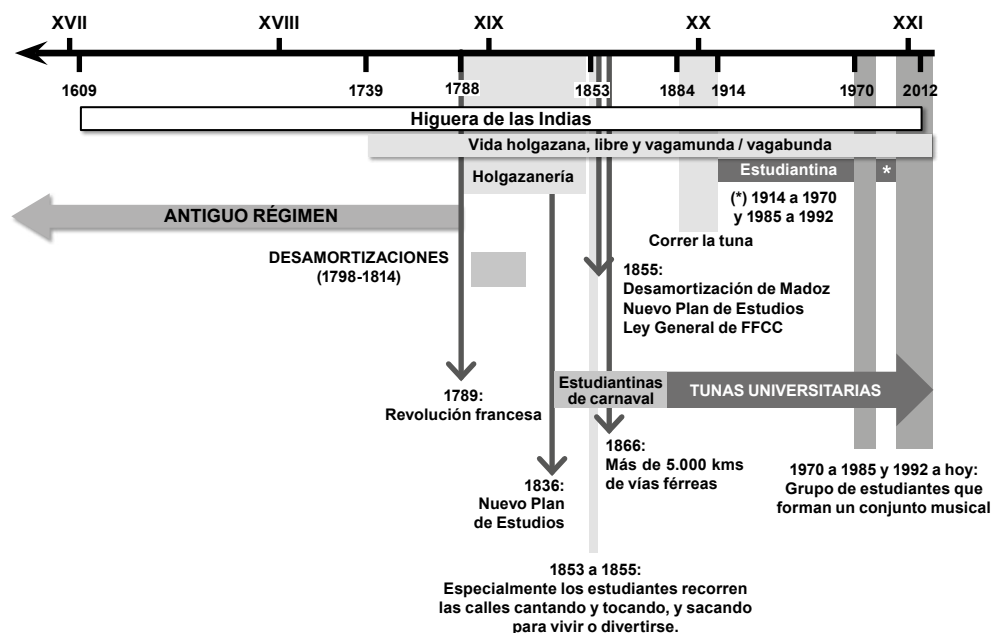 XVII XVIII XIX XX XXI
1609 1739 1788 1853 1884 1914 1970 2012
Higuera de las Indias
Vida holgazana, libre y vagamunda / vagabunda
Holgazanería
Estudiantina *
(*) 1914 a 1970
y 1985 a 1992
ANTIGUO RÉGIMEN
Correr la tuna
DESAMORTIZACIONES
(1798-1814)
1855:
Desamortización de Madoz
Nuevo Plan de Estudios
Ley General de FFCC
Estudiantinas
de carnaval
TUNAS UNIVERSITARIAS
1789:
Revolución francesa
1866:
Más de 5.000 kms
de vías férreas
1970 a 1985 y 1992 a hoy:
Grupo de estudiantes que
forman un conjunto musical
1836:
Nuevo Plan
de Estudios
1853 a 1855:
Especialmente los estudiantes recorren
las calles cantando y tocando, y sacando
para vivir o divertirse.